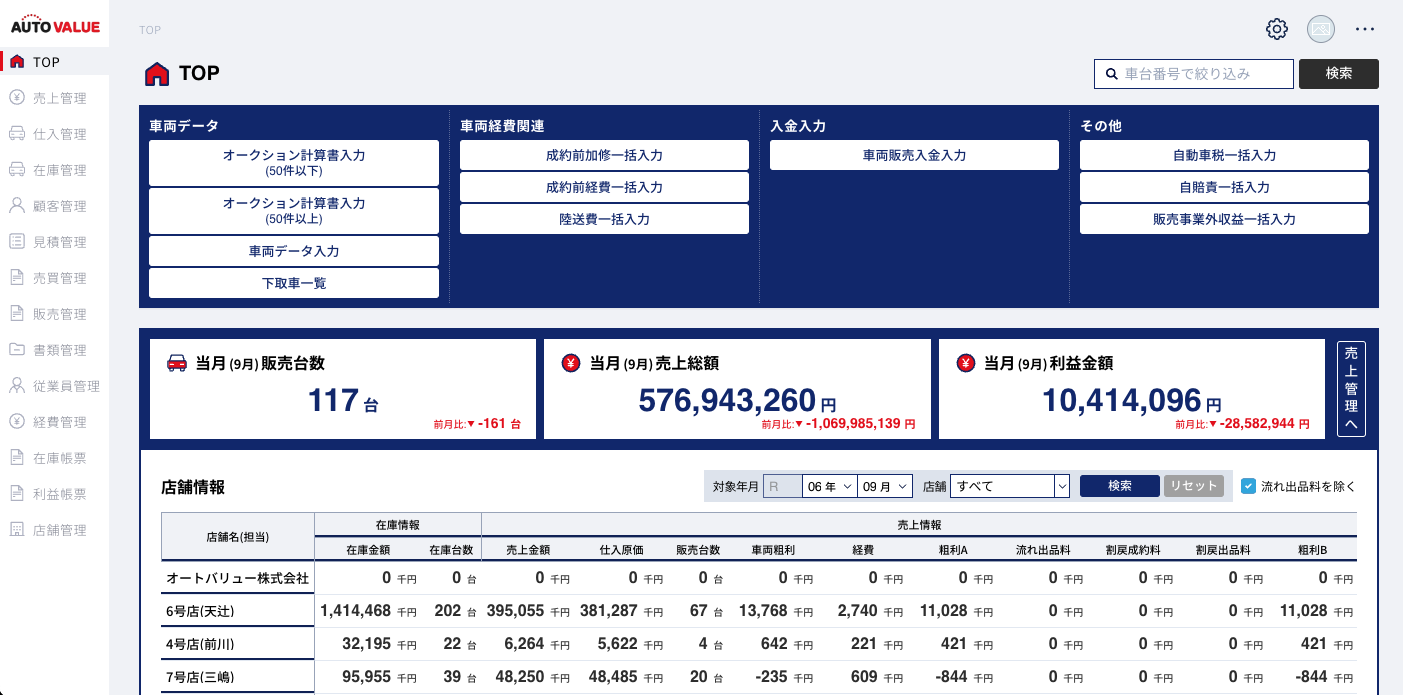 AUTO VALUE
TOP
売上管理
仕入管理
在庫管理
顧客管理
見積管理
売買管理
販売管理
書類管理
従業員管理
経費管理
在庫帳票
利益帳票
店舗管理
TOP
TOP
車台番号で絞り込み 検索
車両データ
オークション計算書入力
(50件以下)
オークション計算書入力
(50件以上)
車両データ入力
下取車一覧
車両経費関連
成約前加修一括入力
成約前経費一括入力
陸送費一括入力
入金入力
車両販売入金入力
その他
自動車税一括入力
自賠責一括入力
販売事業外収益一括入力
当月(9月)販売台数
117 台
前月比:▼-161 台
当月(9月)売上総額
576,943,260 円
前月比:▼-1,069,985,139 円
当月(9月)利益金額
10,414,096 円
前月比:▼-28,582,944 円
売上管理へ
店舗情報
対象年月 R 06 年 09 月 店舗 すべて 検索 リセット 流れ出品料を除く
店舗名(担当) 在庫情報 売上情報
在庫金額 在庫台数 売上金額 仕入原価 販売台数 車両粗利 経費 粗利A 流れ出品料 割戻成約料 割戻出品料 粗利B
オートバリュー株式会社 0 千円 0 台 0 千円 0 千円 0 台 0 千円 0 千円 0 千円 0 千円 0 千円 0 千円 0 千円
6号店(天辻) 1,414,468 千円 202 台 395,055 千円 381,287 千円 67 台 13,768 千円 2,740 千円 11,028 千円 0 千円 0 千円 0 千円 11,028 千円
4号店(前川) 32,195 千円 22 台 6,264 千円 5,622 千円 4 台 642 千円 221 千円 421 千円 0 千円 0 千円 0 千円 421 千円
7号店(三嶋) 95,955 千円 39 台 48,250 千円 48,485 千円 20 台 -235 千円 609 千円 -844 千円 0 千円 0 千円 0 千円 -844 千円